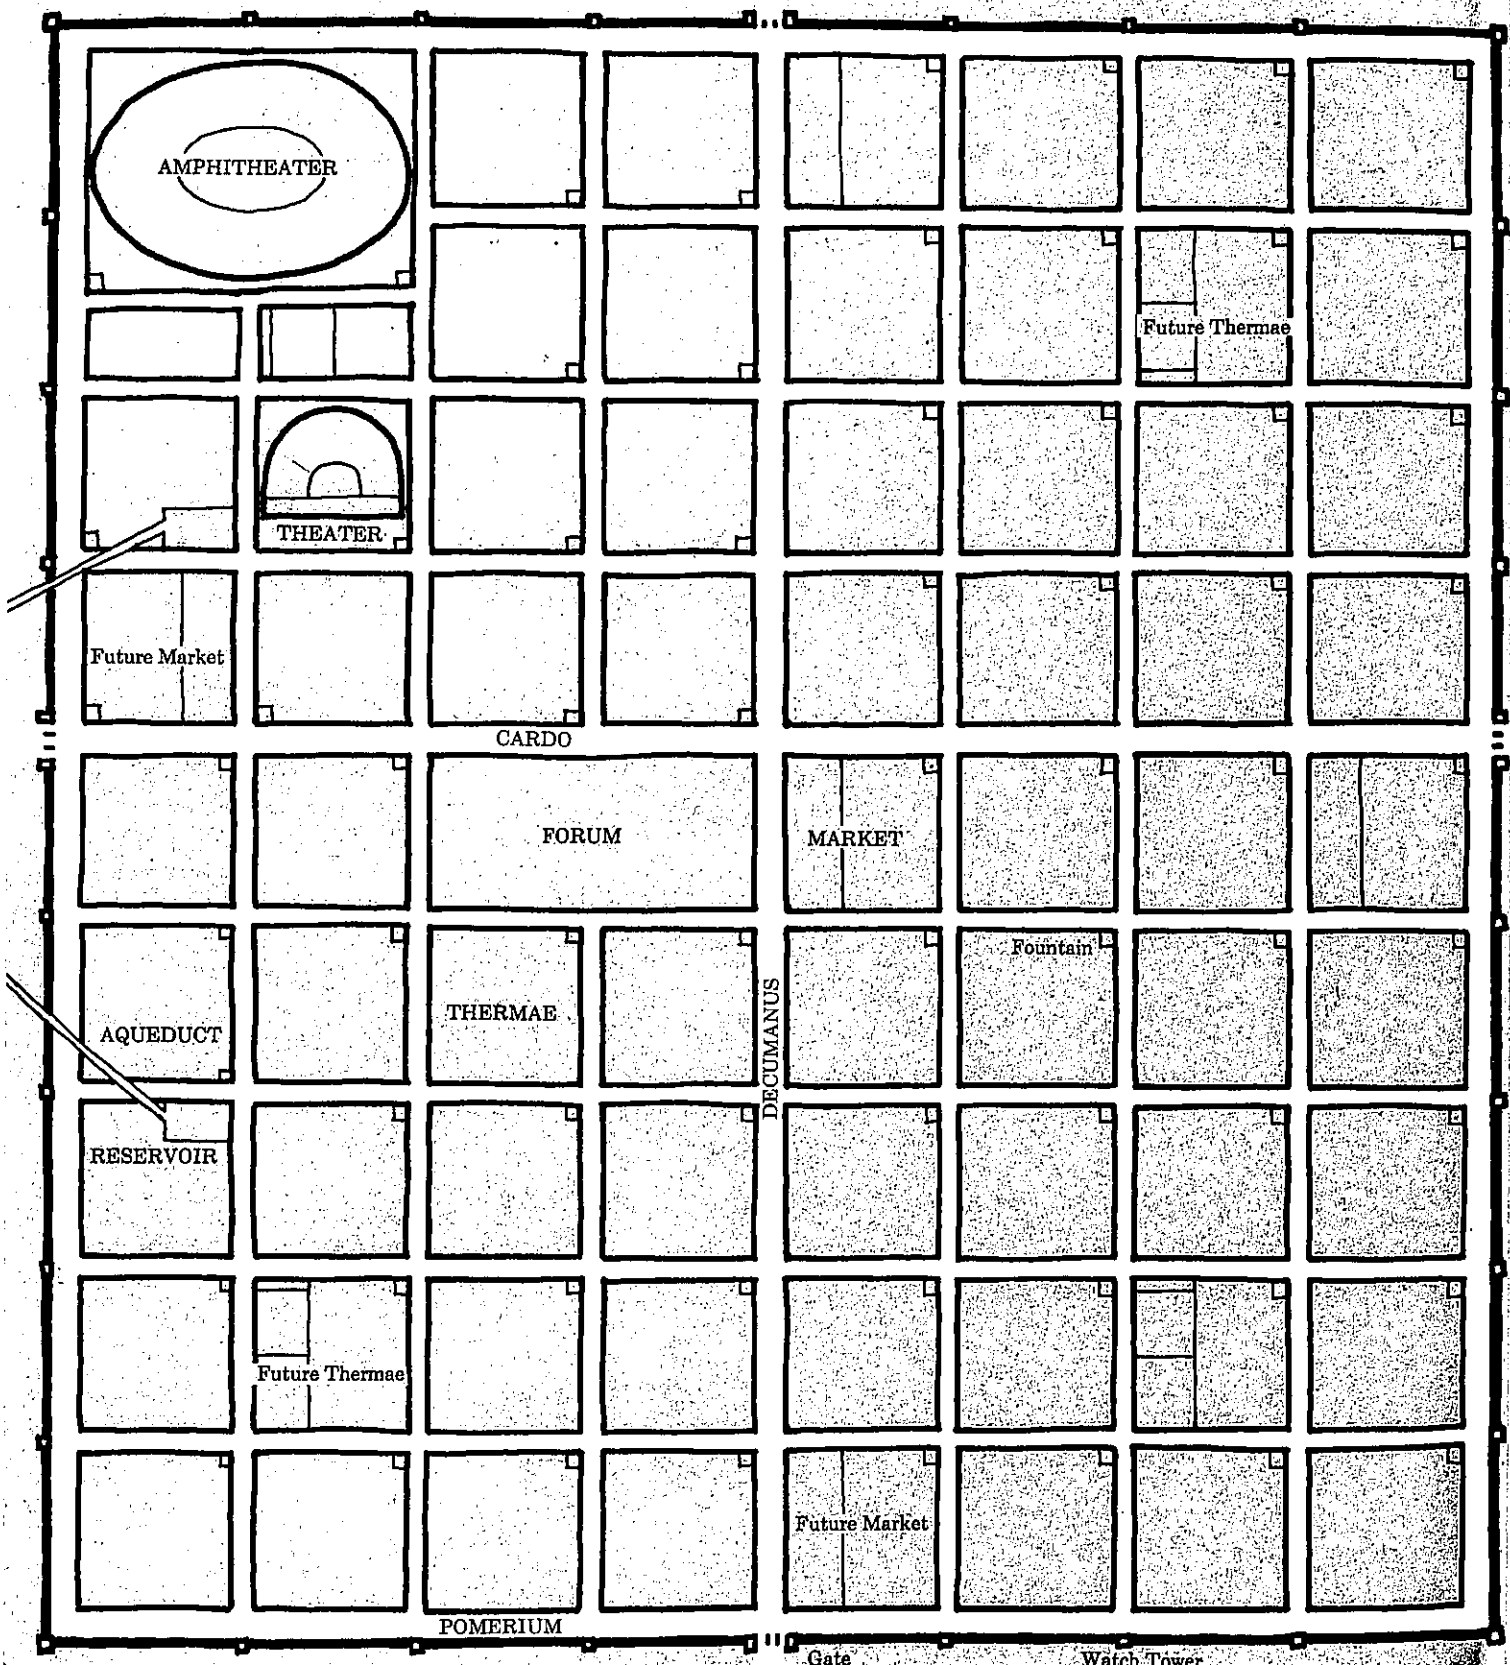 AMPHITHEATER
Future Thermae
THEATER
Future Market
CARDO
FORUM
MARKET
Fountain
THERMAE
AQUEDUCT
DECUMANUS
RESERVOIR
Future Thermae
Future Market
POMERIUM
Gate
Watch Tower